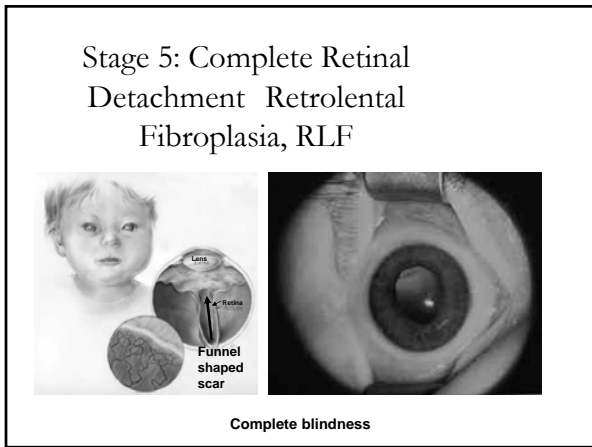 Stage 5: Complete Retinal
Detachment Retrolental
Fibroplasia, RLF
Lens
Retina
Funnel
shaped
scar
Complete blindness